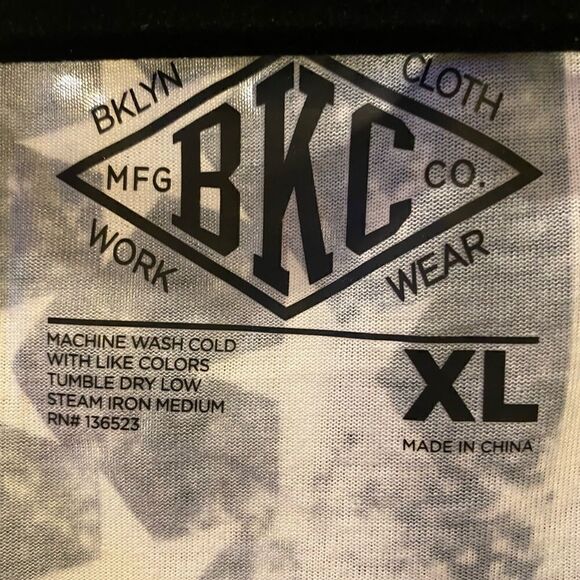 BKLYN CLOTH
MFG BKC CO.
WORK WEAR
MACHINE WASH COLD
WITH LIKE COLORS
TUMBLE DRY LOW
STEAM IRON MEDIUM
RN# 136523
XL
MADE IN CHINA